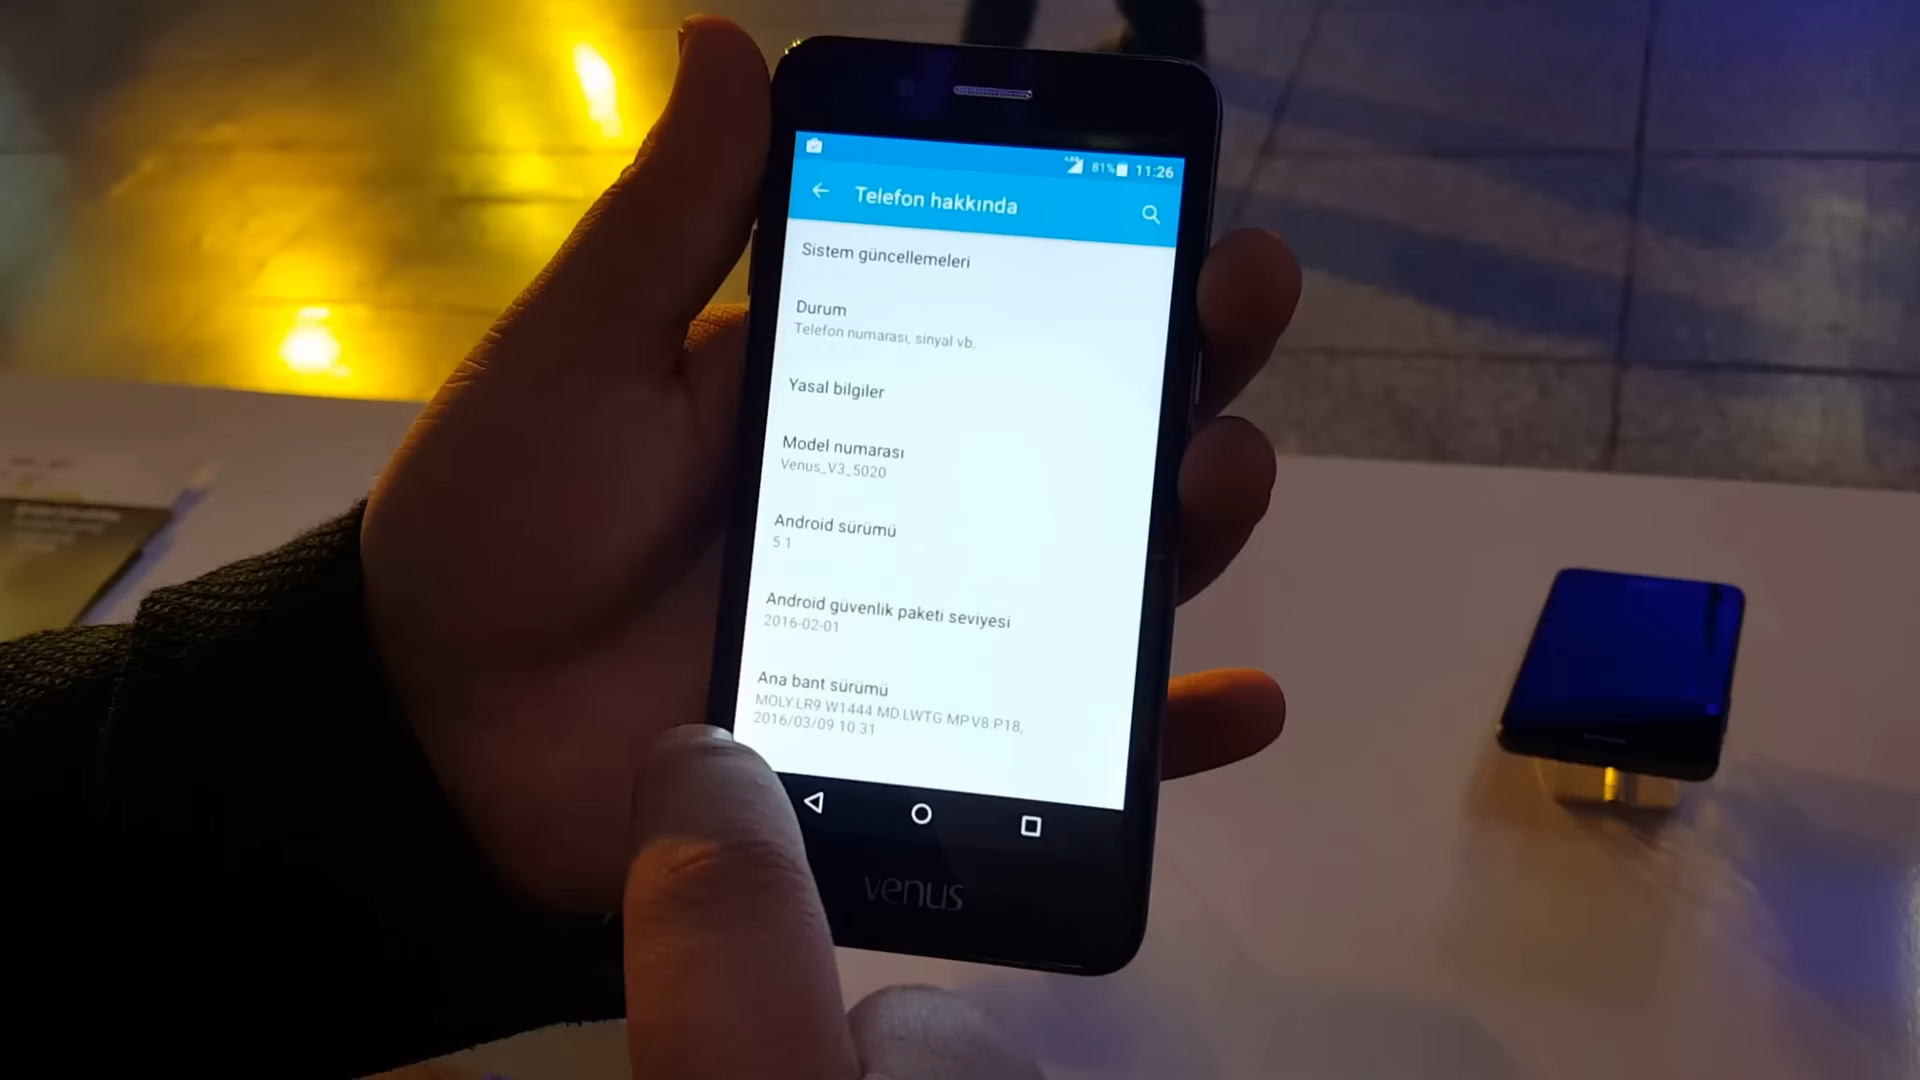 81% 11:26
Telefon hakkında
Sistem güncellemeleri
Durum
Telefon numarası, sinyal vb.
Yasal bilgiler
Model numarası
Venus_V3_5020
Android sürümü
5.1
Android güvenlik paketi seviyesi
2016-02-01
Ana bant sürümü
MOLY.LR9.W1444.MD.LWTG.MP.V8.P18,
2016/03/09 10:31
venus